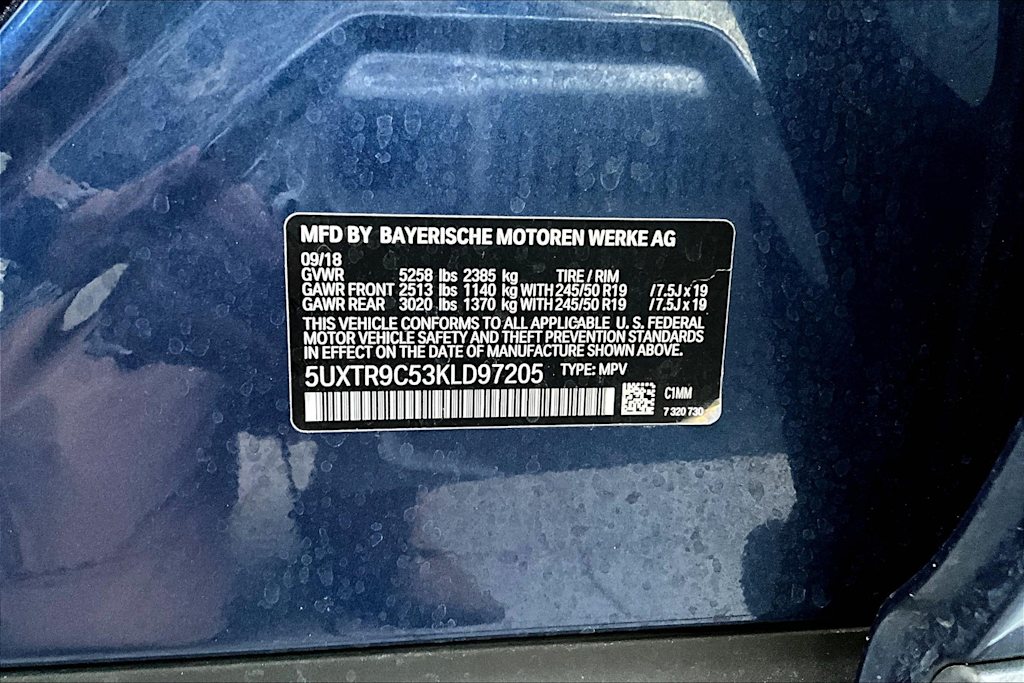 MFD BY BAYERISCHE MOTOREN WERKE AG
09/18
GVWR 5258 lbs 2385 kg TIRE / RIM
GAWR FRONT 2513 lbs 1140 kg WITH 245/50 R19 /7.5J x 19
GAWR REAR 3020 lbs 1370 kg WITH 245/50 R19 /7.5J x 19
THIS VEHICLE CONFORMS TO ALL APPLICABLE U. S. FEDERAL
MOTOR VEHICLE SAFETY AND THEFT PREVENTION STANDARDS
IN EFFECT ON THE DATE OF MANUFACTURE SHOWN ABOVE.
5UXTR9C53KLD97205 TYPE: MPV
C1MM
7 320 730